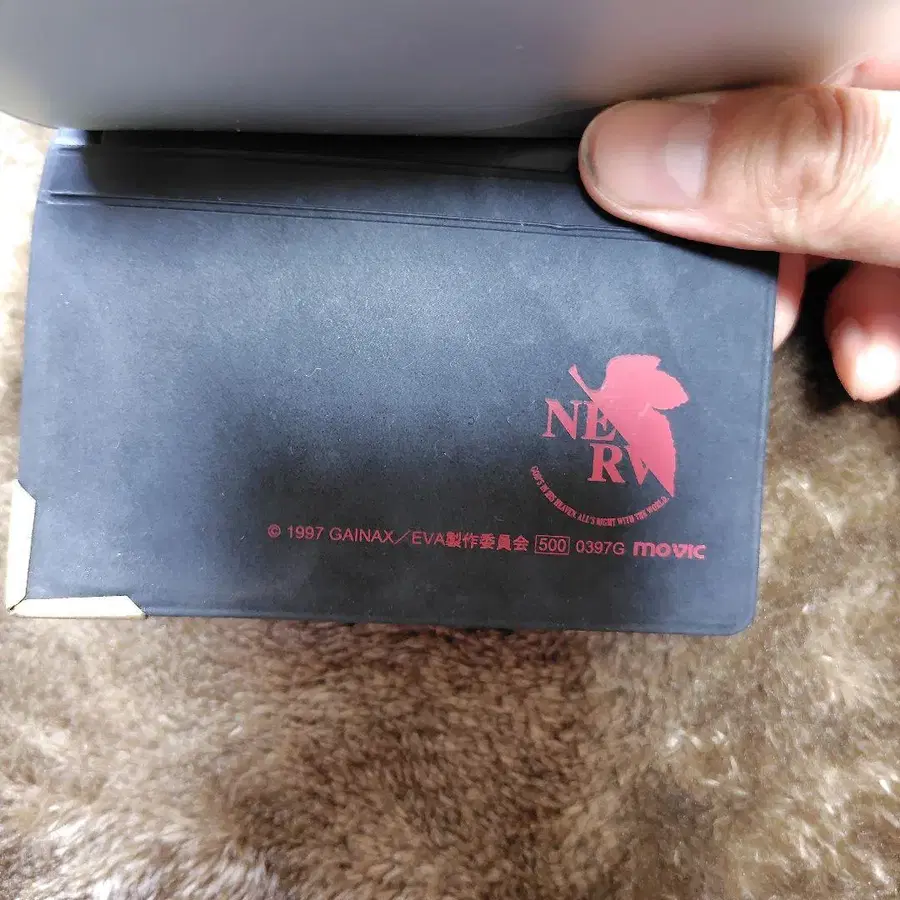 NERV
GOD'S IN HIS HEAVEN. ALL'S RIGHT WITH THE WORLD.
© 1997 GAINAX／EVA製作委員会 500 0397G movic